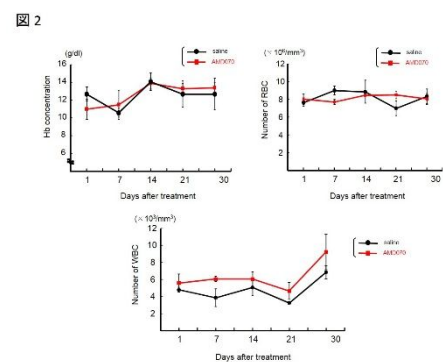 図 2
(g/dl)
saline
AMD070
16
14
12
10
8
6
Hb concentration
1 7 14 21 30
Days after treatment
(×10⁶/mm³)
saline
AMD070
12
10
8
6
4
2
Number of RBC
1 7 14 21 30
Days after treatment
(×10³/mm³)
saline
AMD070
12
10
8
6
4
2
Number of WBC
1 7 14 21 30
Days after treatment